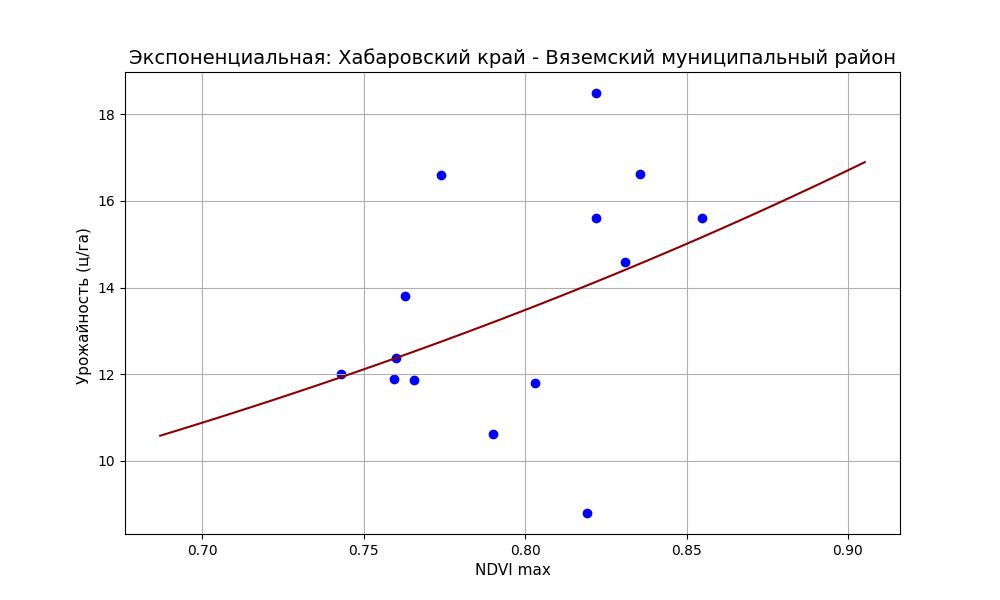 Экспоненциальная: Хабаровский край - Вяземский муниципальный район
Урожайность (ц/га)
18
16
14
12
10
0.70 0.75 0.80 0.85 0.90
NDVI max